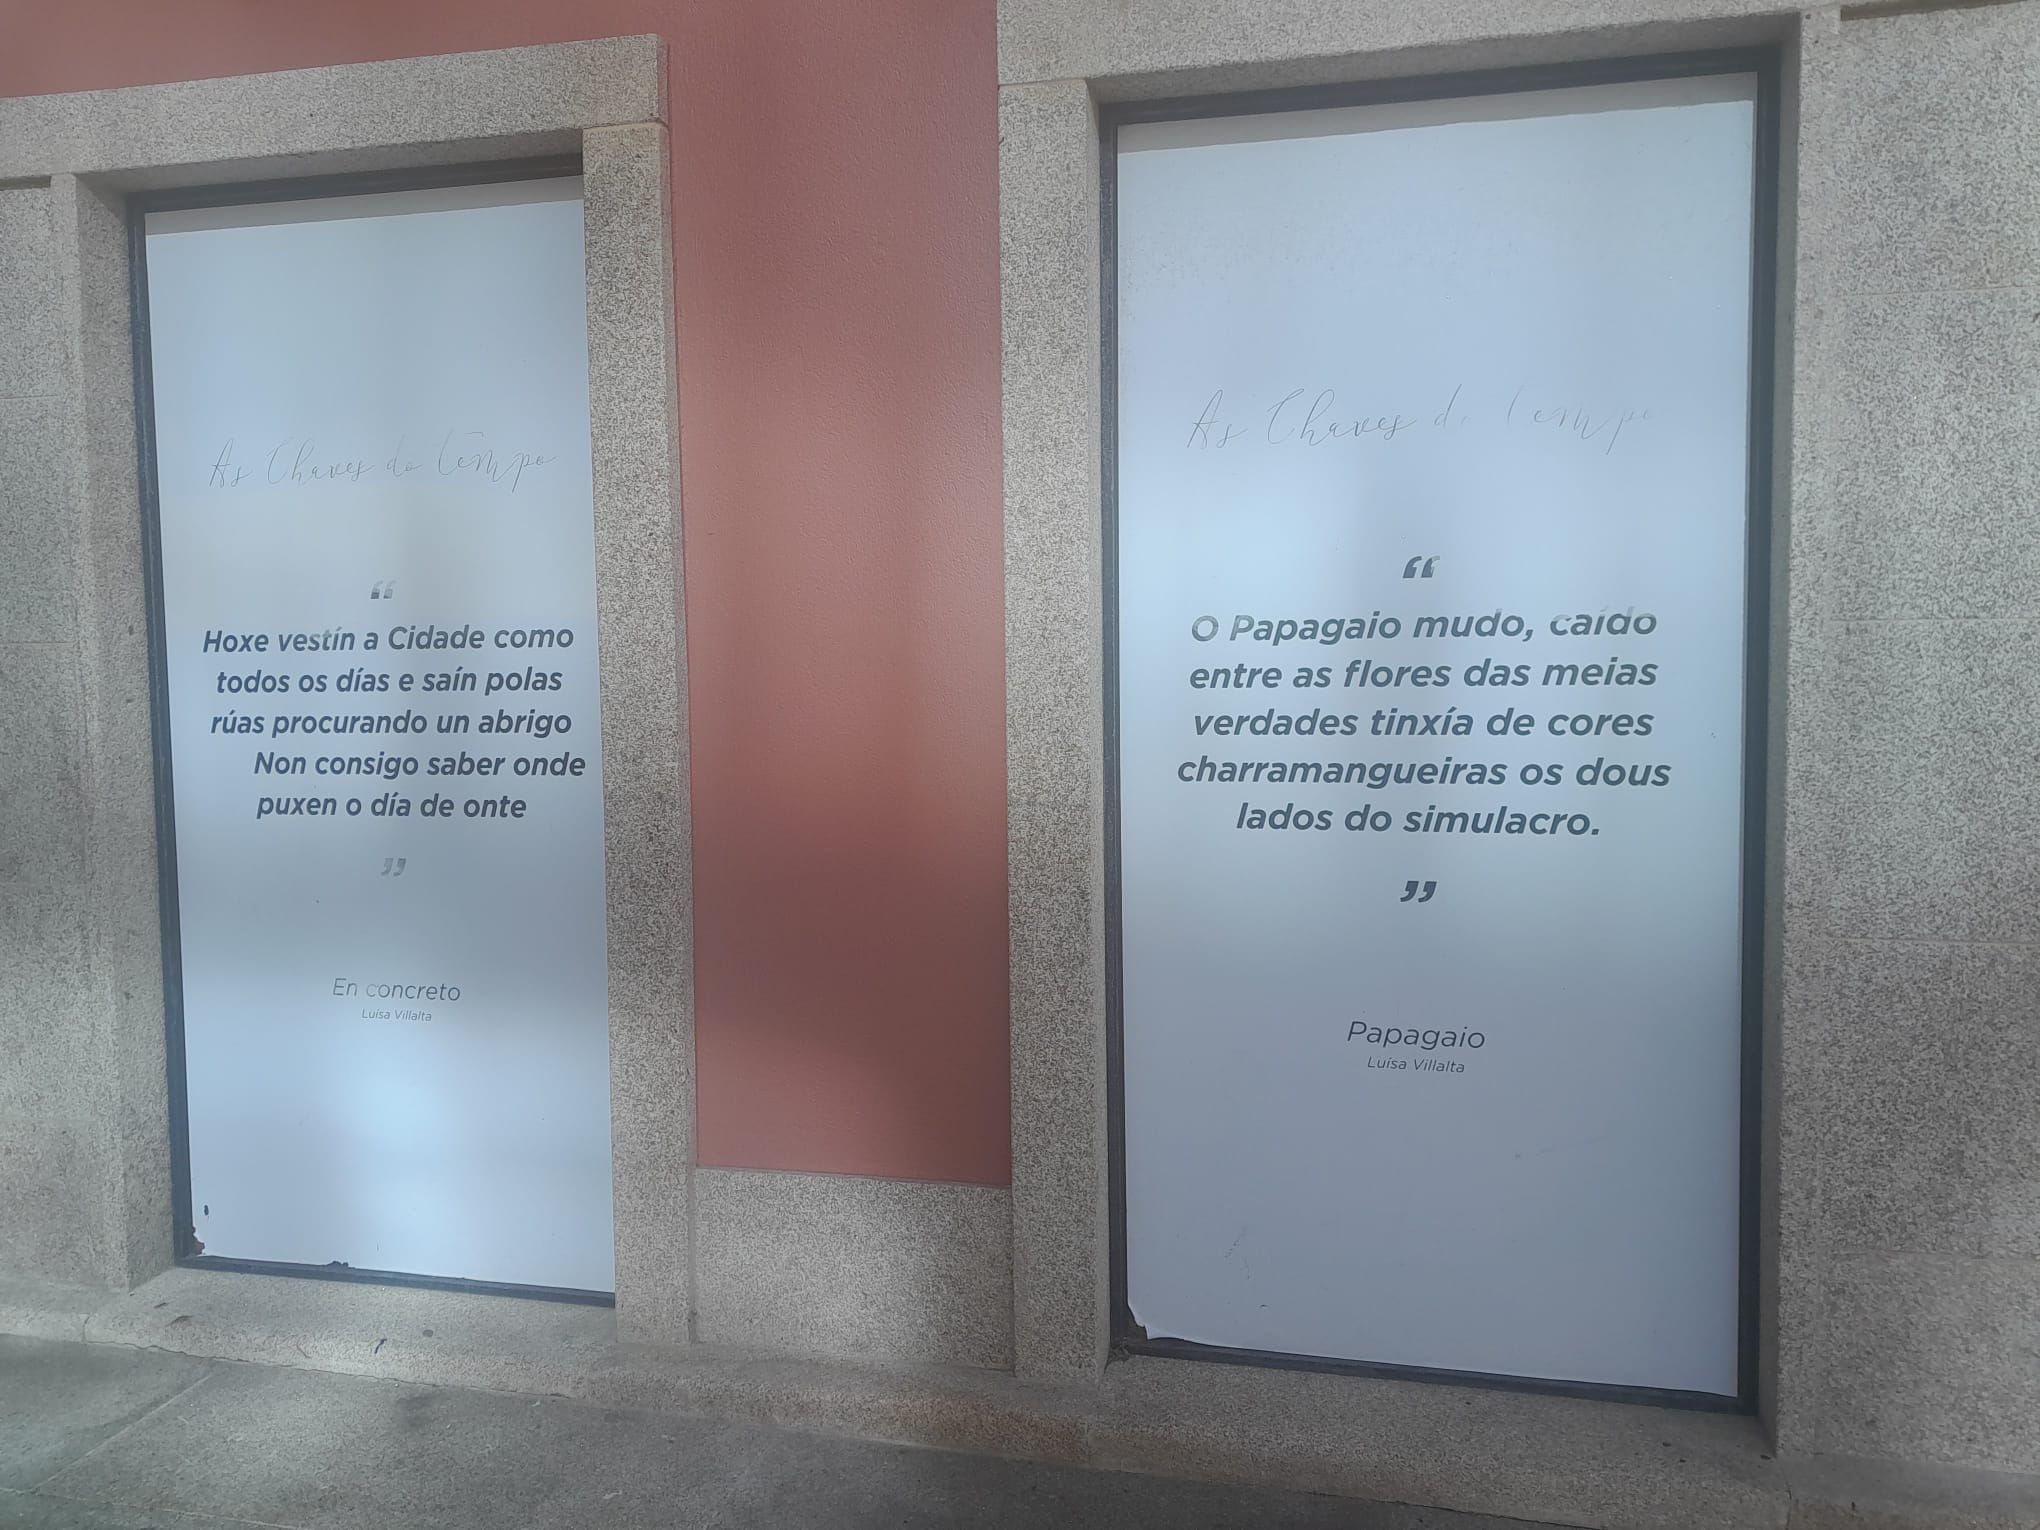 As Chaves do Tempo
“
Hoxe vestín a Cidade como
todos os días e saín polas
rúas procurando un abrigo
Non consigo saber onde
puxen o día de onte
”
En concreto
Luísa Villalta
As Chaves do Tempo
“
O Papagaio mudo, caído
entre as flores das meias
verdades tinxía de cores
charramangueiras os dous
lados do simulacro.
”
Papagaio
Luísa Villalta